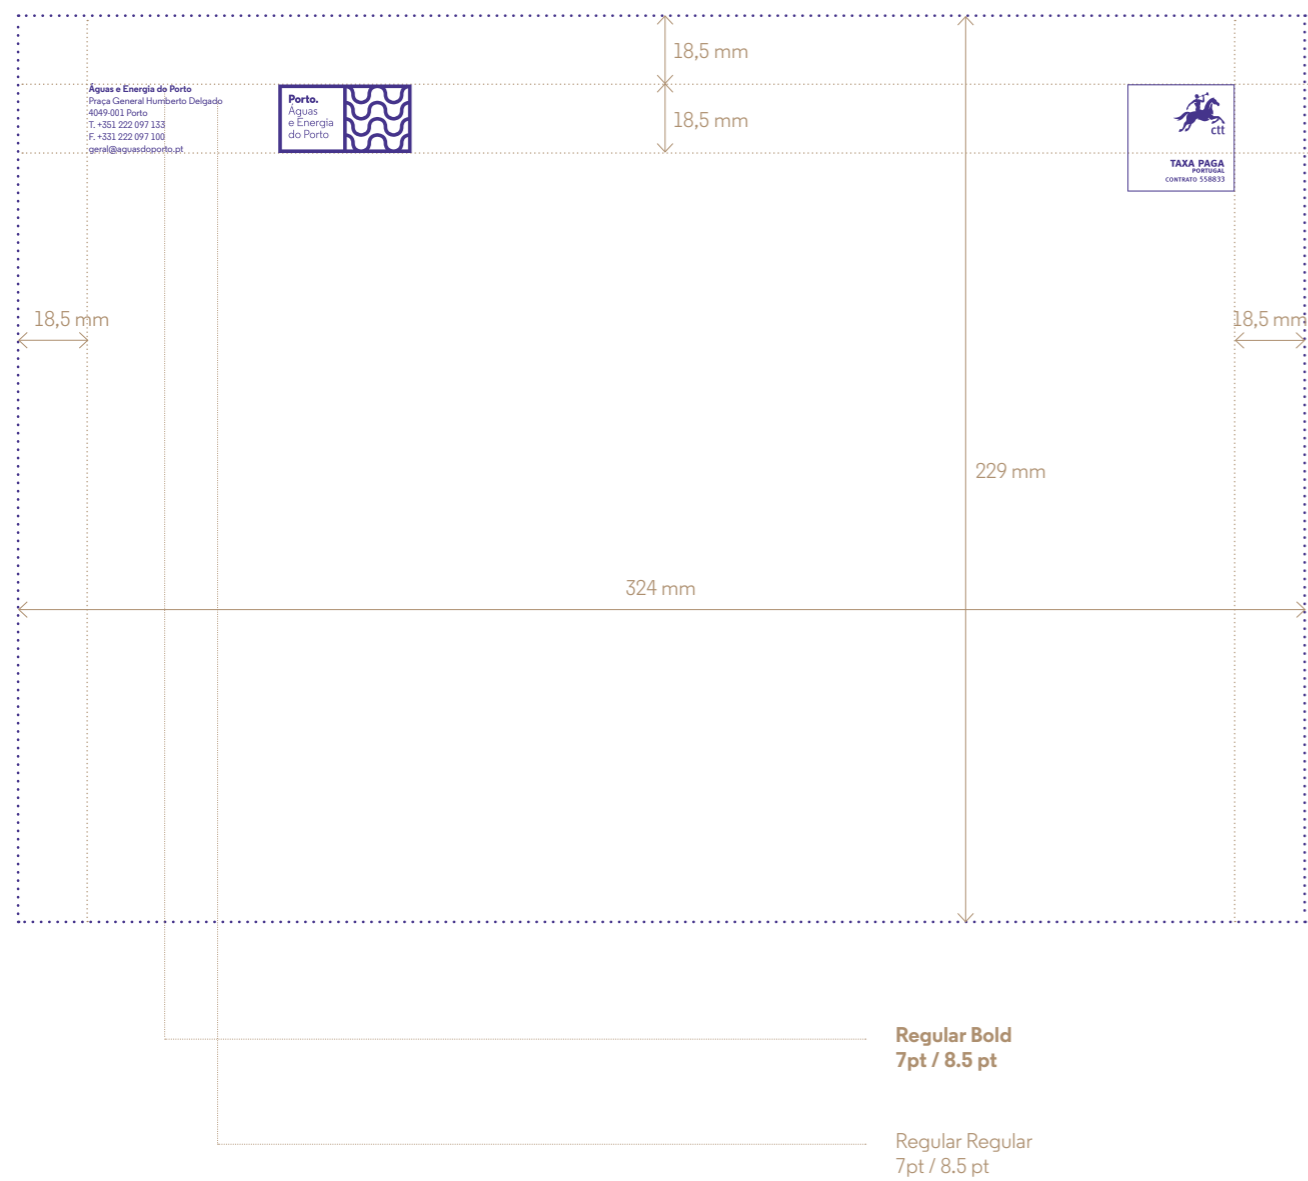 18,5 mm
Águas e Energia do Porto
Praça General Humberto Delgado
4049-001 Porto
T. +351 222 097 133
F. +331 222 097 100
geral@aguasdoporto.pt
Porto.
Águas
e Energia
do Porto
18,5 mm
ctt
TAXA PAGA
PORTUGAL
CONTRATO 558833
18,5 mm
18,5 mm
229 mm
324 mm
Regular Bold
7pt / 8.5 pt
Regular Regular
7pt / 8.5 pt